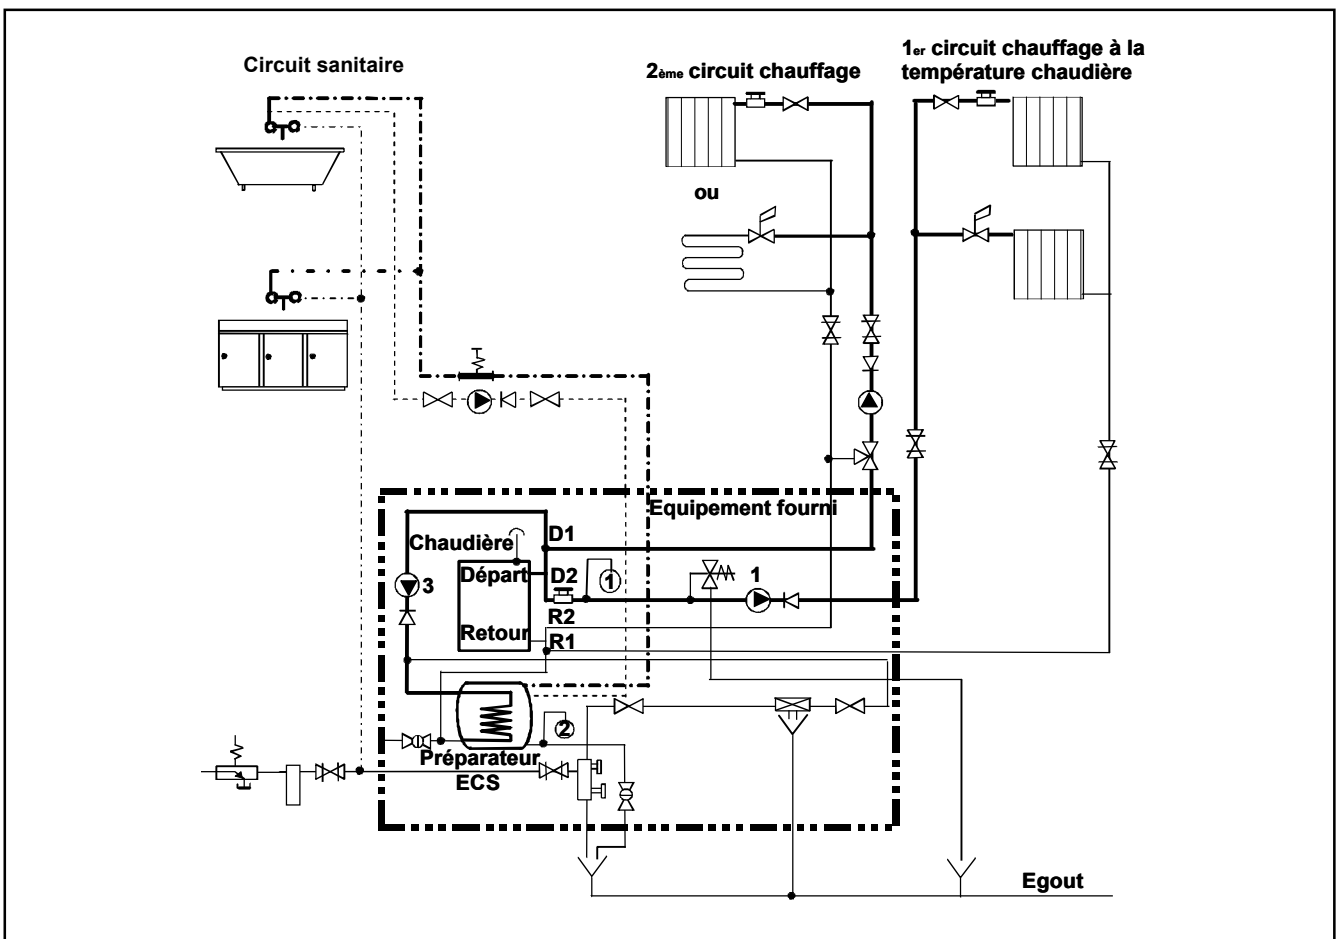 Circuit sanitaire
2ème circuit chauffage
1er circuit chauffage à la
température chaudière
ou
Equipement fourni
D1
Chaudière
Départ
D2
1
1
3
R2
Retour
R1
2
Préparateur
ECS
Egout